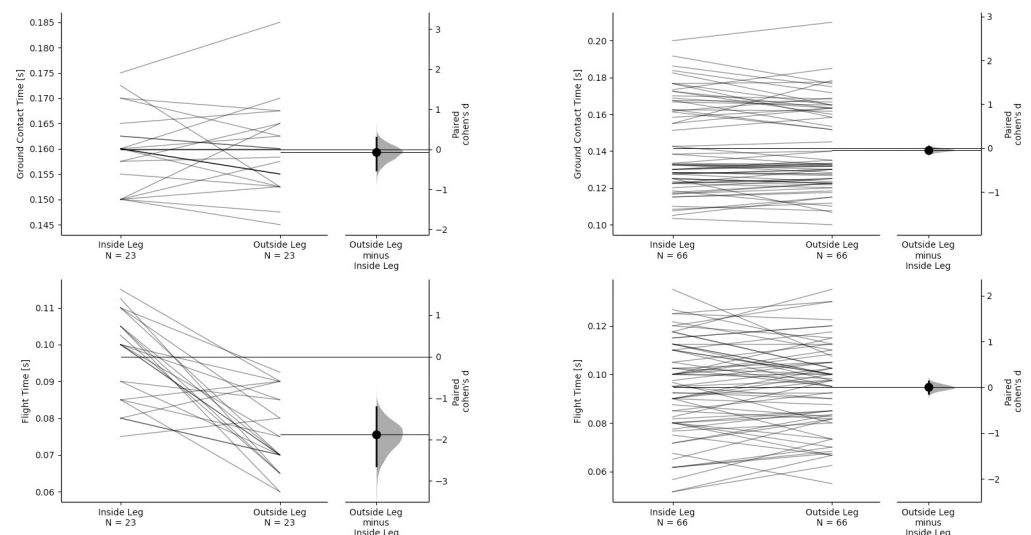 Ground Contact Time [s]
0.185
0.180
0.175
0.170
0.165
0.160
0.155
0.150
0.145
Inside Leg
N = 23
Outside Leg
N = 23
Outside Leg
minus
Inside Leg
3
2
1
0
−1
−2
Paired
cohen's d
Ground Contact Time [s]
0.20
0.18
0.16
0.14
0.12
0.10
Inside Leg
N = 66
Outside Leg
N = 66
Outside Leg
minus
Inside Leg
3
2
1
0
−1
Paired
cohen's d
Flight Time [s]
0.11
0.10
0.09
0.08
0.07
0.06
Inside Leg
N = 23
Outside Leg
N = 23
Outside Leg
minus
Inside Leg
1
0
−1
−2
−3
Paired
cohen's d
Flight Time [s]
0.12
0.10
0.08
0.06
Inside Leg
N = 66
Outside Leg
N = 66
Outside Leg
minus
Inside Leg
2
1
0
−1
−2
Paired
cohen's d